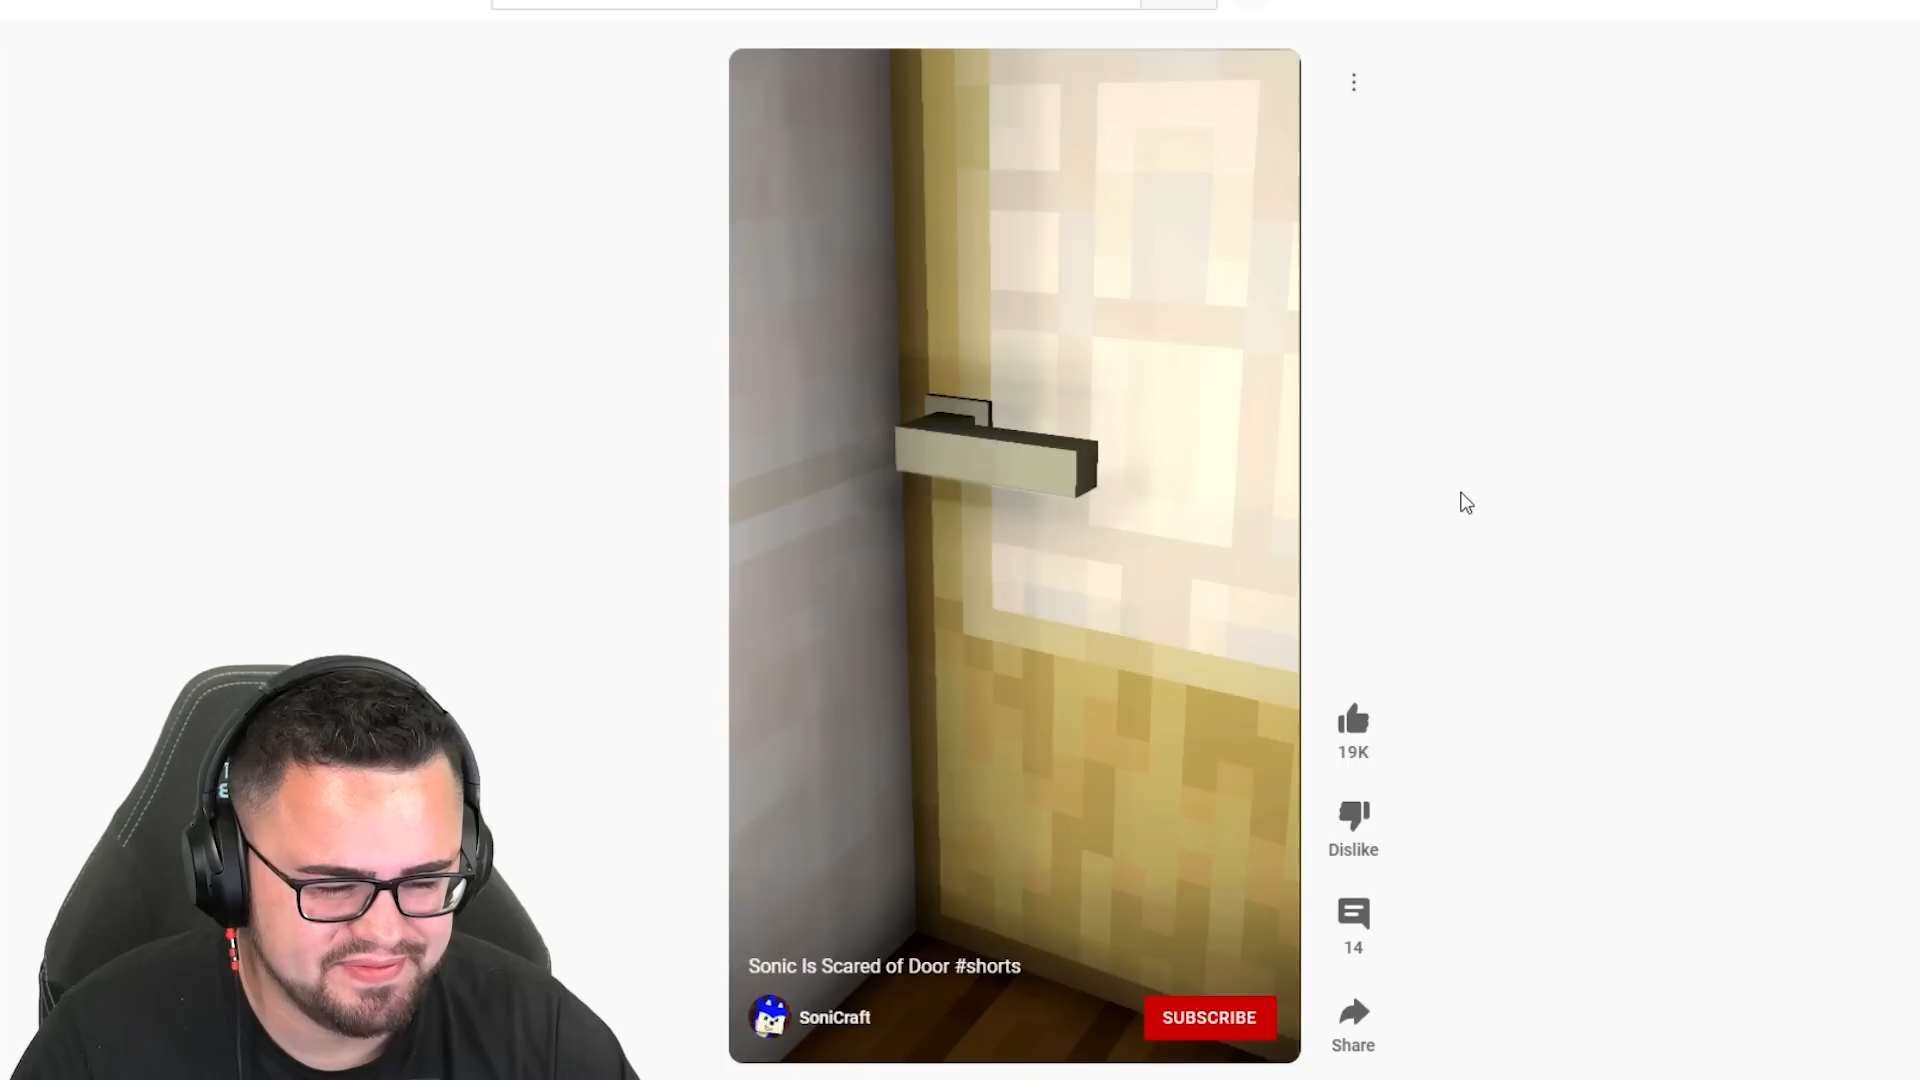 19K
Dislike
14
Share
Sonic Is Scared of Door #shorts
SoniCraft
SUBSCRIBE